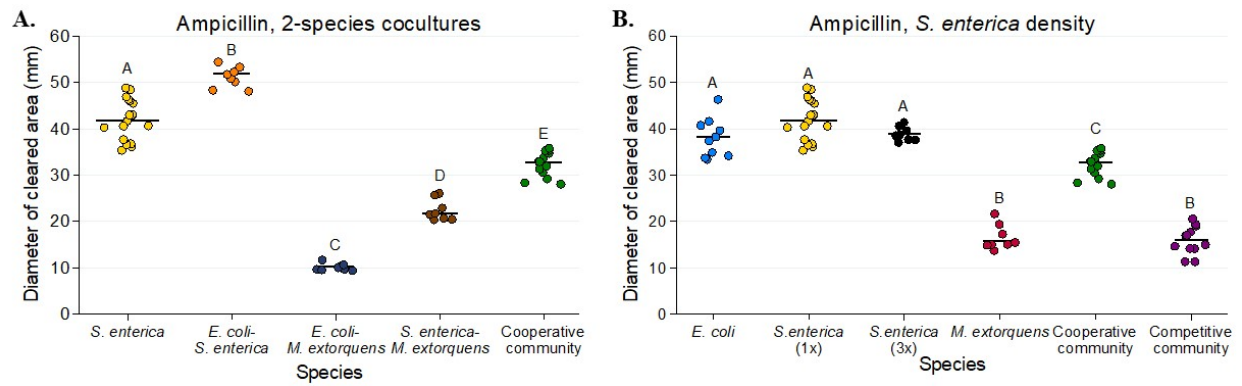 A.
Ampicillin, 2-species cocultures
Diameter of cleared area (mm)
60
50
40
30
20
10
0
A
B
C
D
E
S. enterica
E. coli-
S. enterica
E. coli-
M. extorquens
S. enterica-
M. extorquens
Cooperative
community
Species
B.
Ampicillin, S. enterica density
Diameter of cleared area (mm)
60
50
40
30
20
10
0
A
A
A
B
C
B
E. coli
S.enterica
(1x)
S.enterica
(3x)
M. extorquens
Cooperative
community
Competitive
community
Species